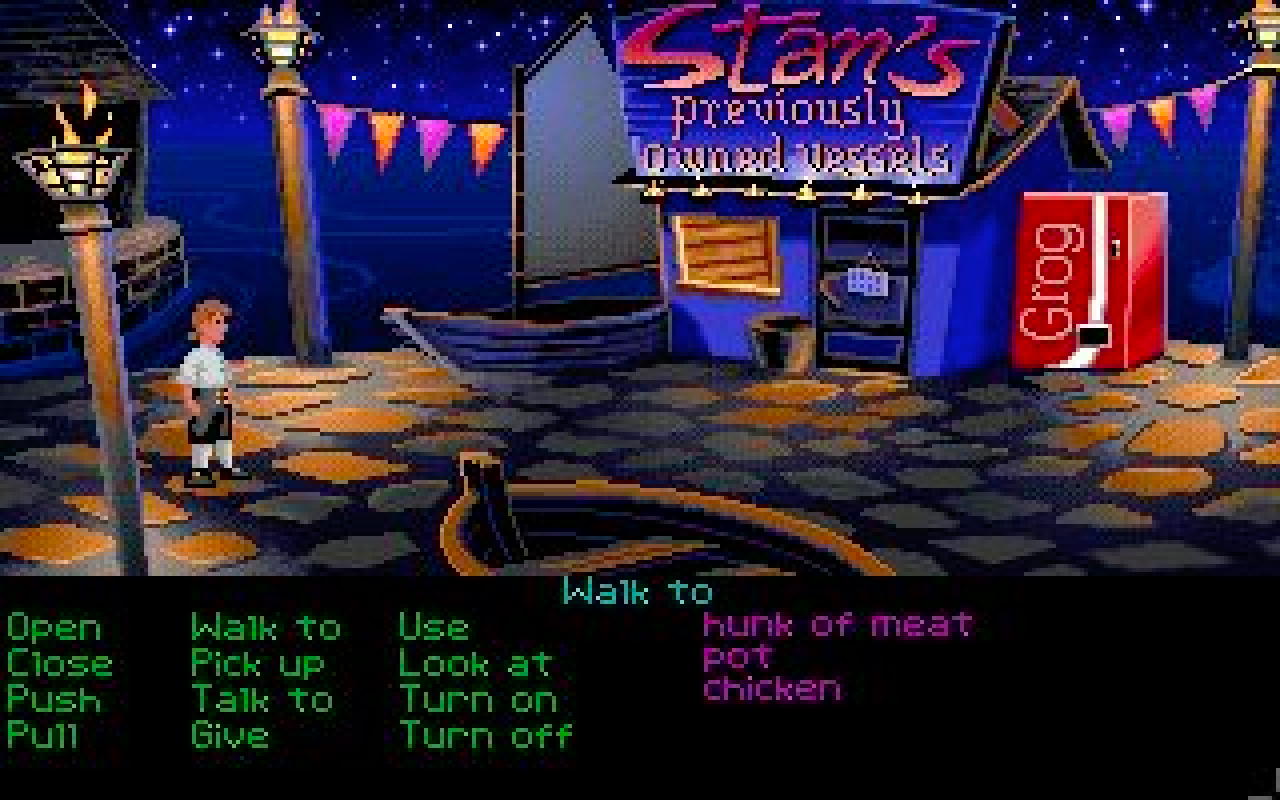 Stan's
previously
owned vessels
Grog
Walk to
Open Walk to Use hunk of meat
Close Pick up Look at pot
Push Talk to Turn on chicken
Pull Give Turn off